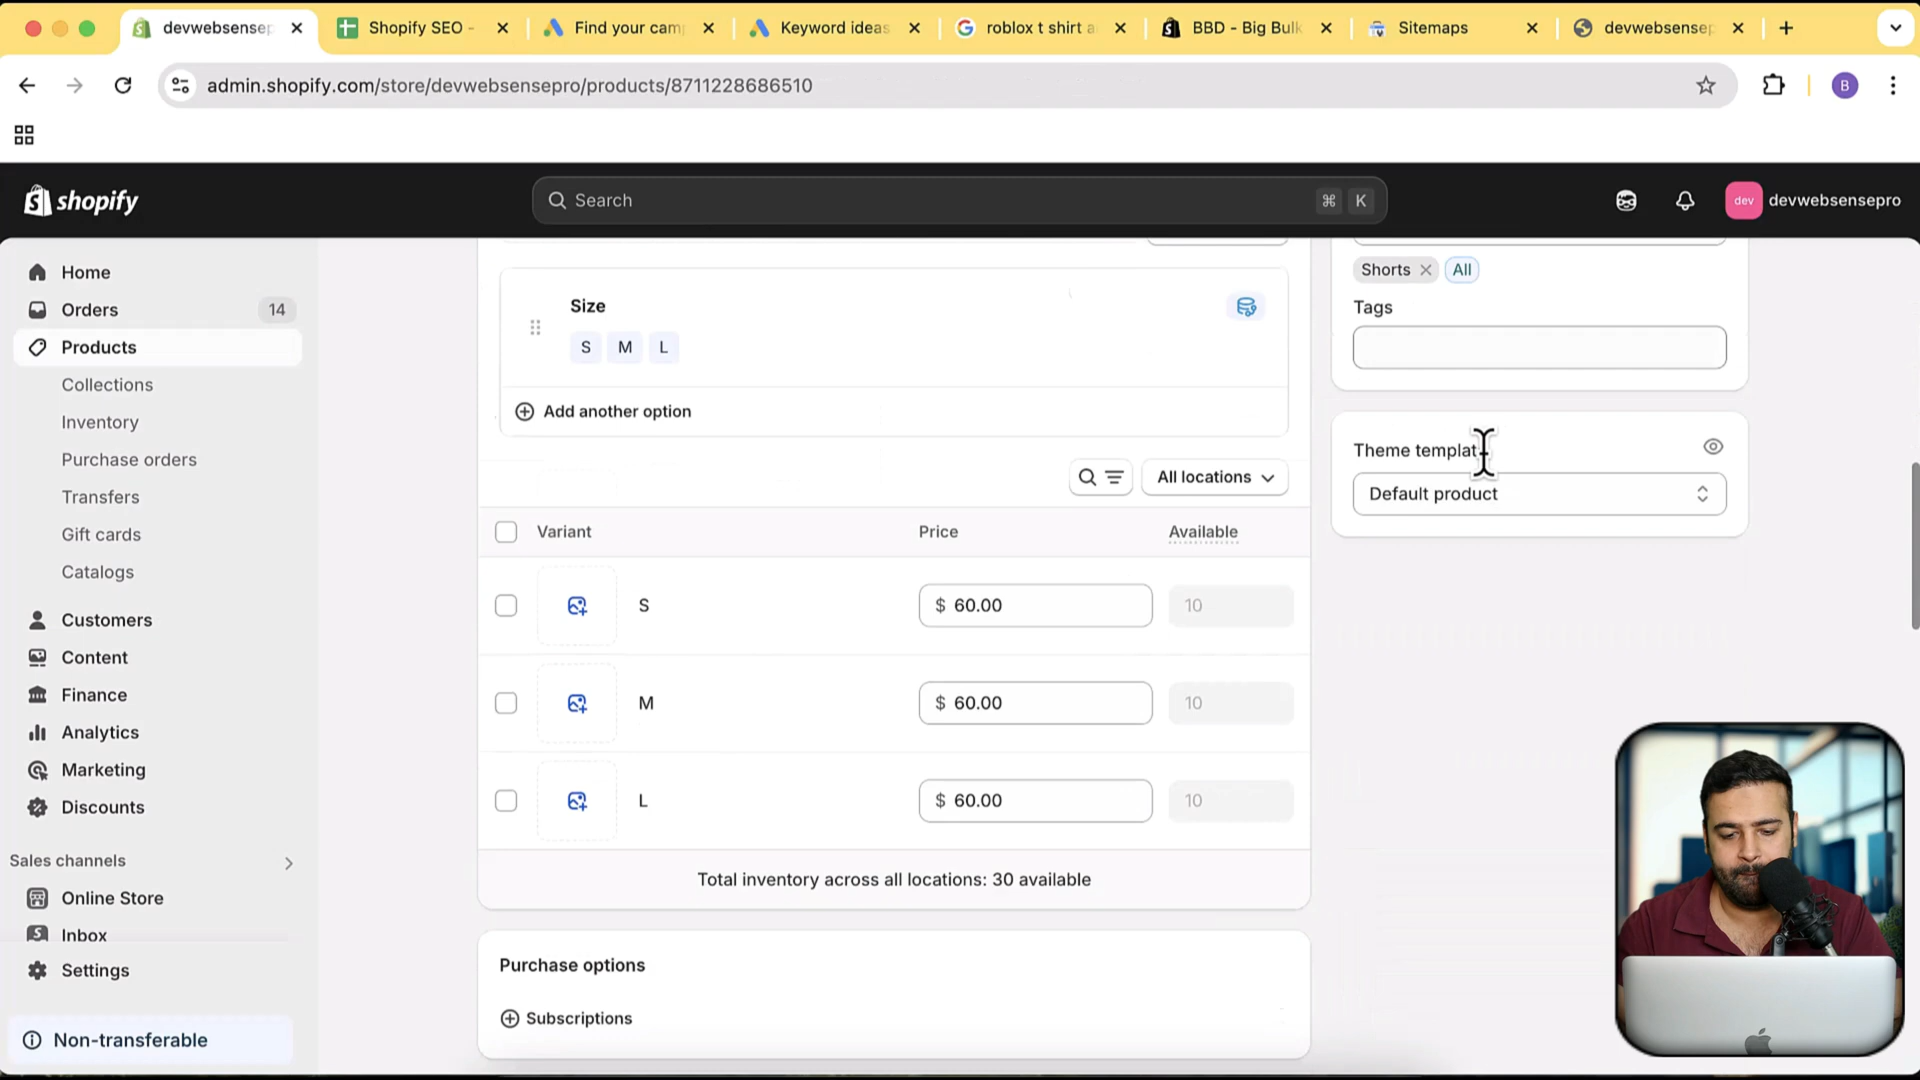 devwebsensep
Shopify SEO -
Find your cam
Keyword ideas
roblox t shirt a
BBD - Big Bulk
Sitemaps
devwebsensep
admin.shopify.com/store/devwebsensepro/products/8711228686510
B
shopify
Search
⌘ K
dev
devwebsensepro
Home
Orders 14
Products
Collections
Inventory
Purchase orders
Transfers
Gift cards
Catalogs
Customers
Content
Finance
Analytics
Marketing
Discounts
Sales channels
Online Store
Inbox
Settings
Non-transferable
Size
S M L
Add another option
All locations
Variant Price Available
S $ 60.00 10
M $ 60.00 10
L $ 60.00 10
Total inventory across all locations: 30 available
Purchase options
Subscriptions
Shorts All
Tags
Theme templat
Default product